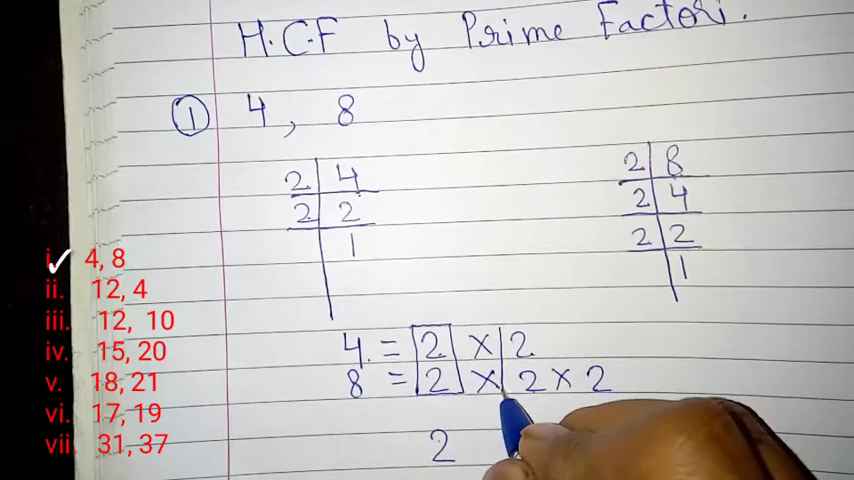 H.C.F by Prime Factori.
① 4, 8
2 4
2 2
1
2 8
2 4
2 2
1
i. 4, 8
ii. 12, 4
iii. 12, 10
iv. 15, 20
v. 18, 21
vi. 17, 19
vii. 31, 37
4 = 2 × 2
8 = 2 × 2 × 2
2